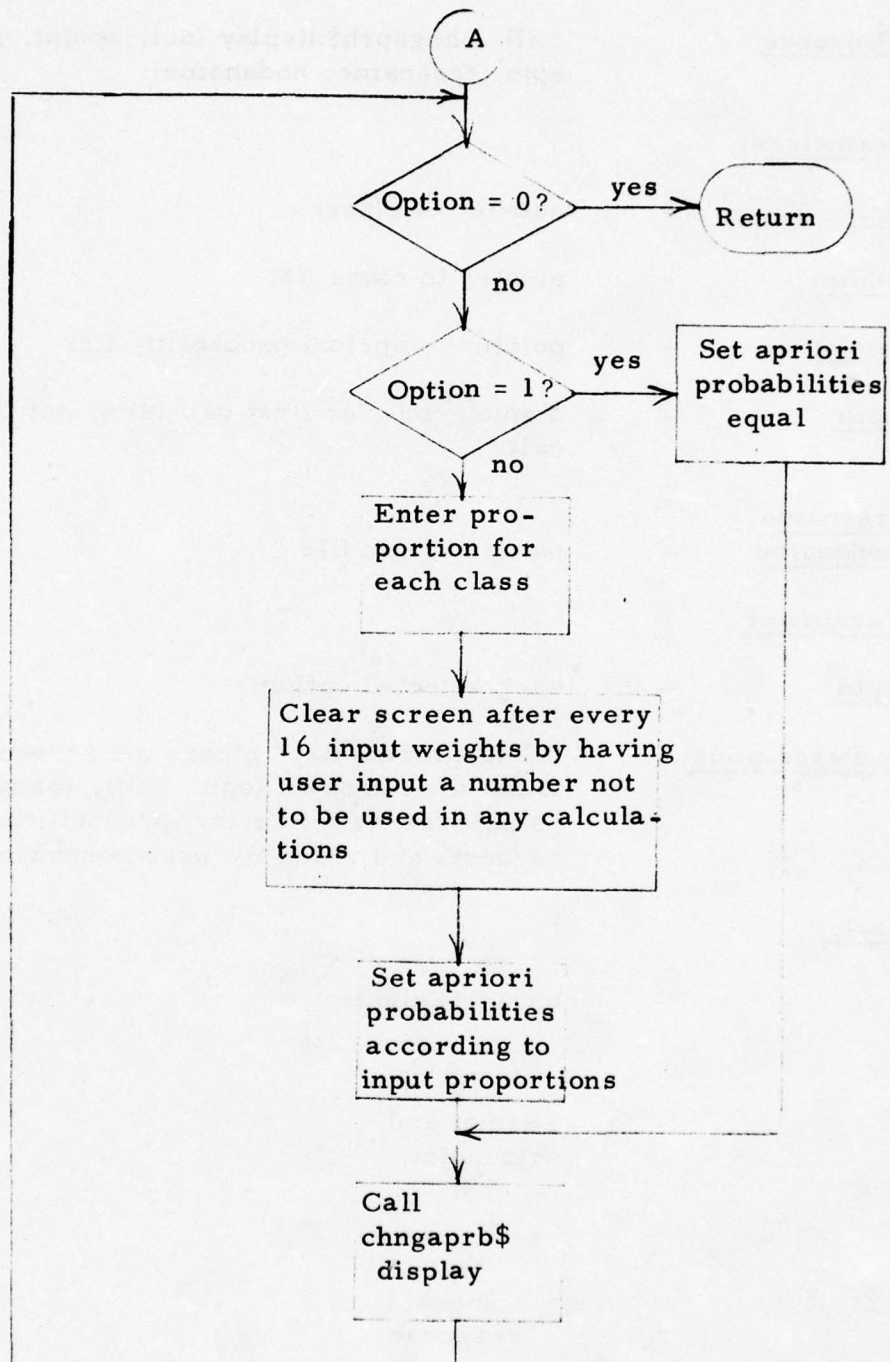 A
Option = 0?
yes
Return
no
Option = 1?
yes
Set apriori
probabilities
equal
no
Enter pro-
portion for
each class
Clear screen after every
16 input weights by having
user input a number not
to be used in any calcula-
tions
Set apriori
probabilities
according to
input proportions
Call
chngaprb$
display